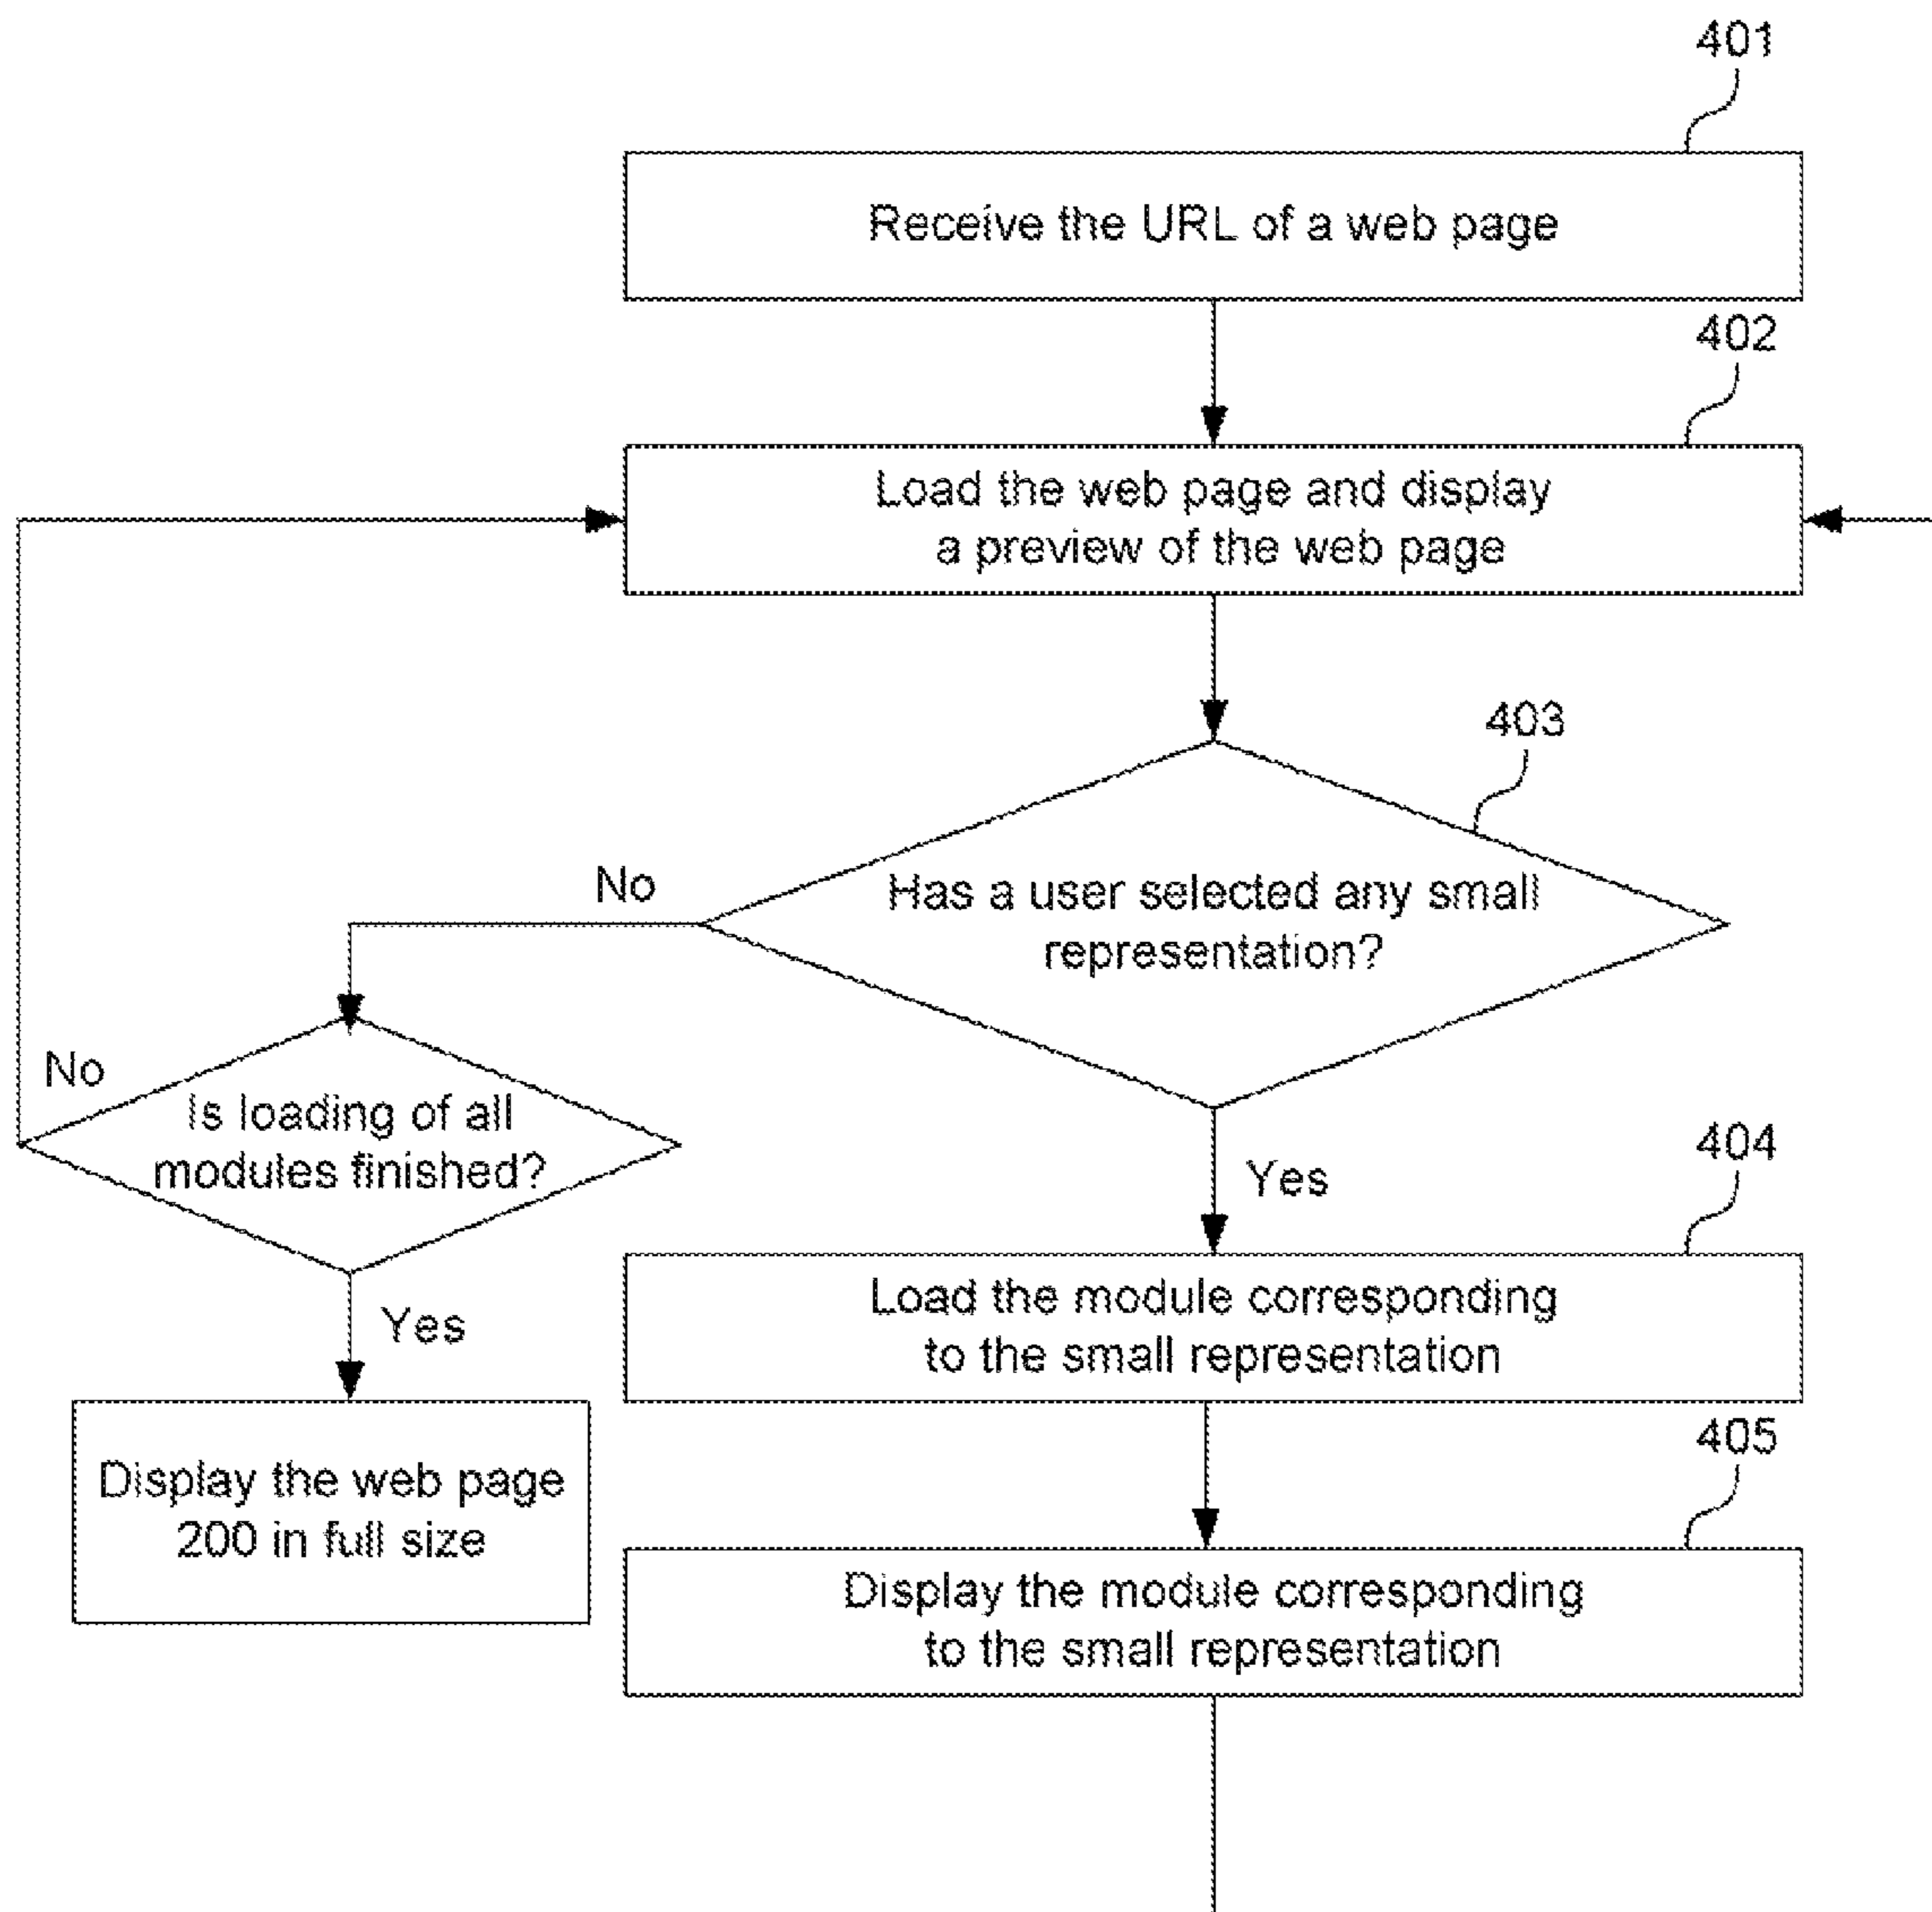 401
Receive the URL of a web page
402
Load the web page and display
a preview of the web page
403
No
Has a user selected any small
representation?
No
Is loading of all
modules finished?
404
Yes
Load the module corresponding
to the small representation
Yes
405
Display the web page
200 in full size
Display the module corresponding
to the small representation